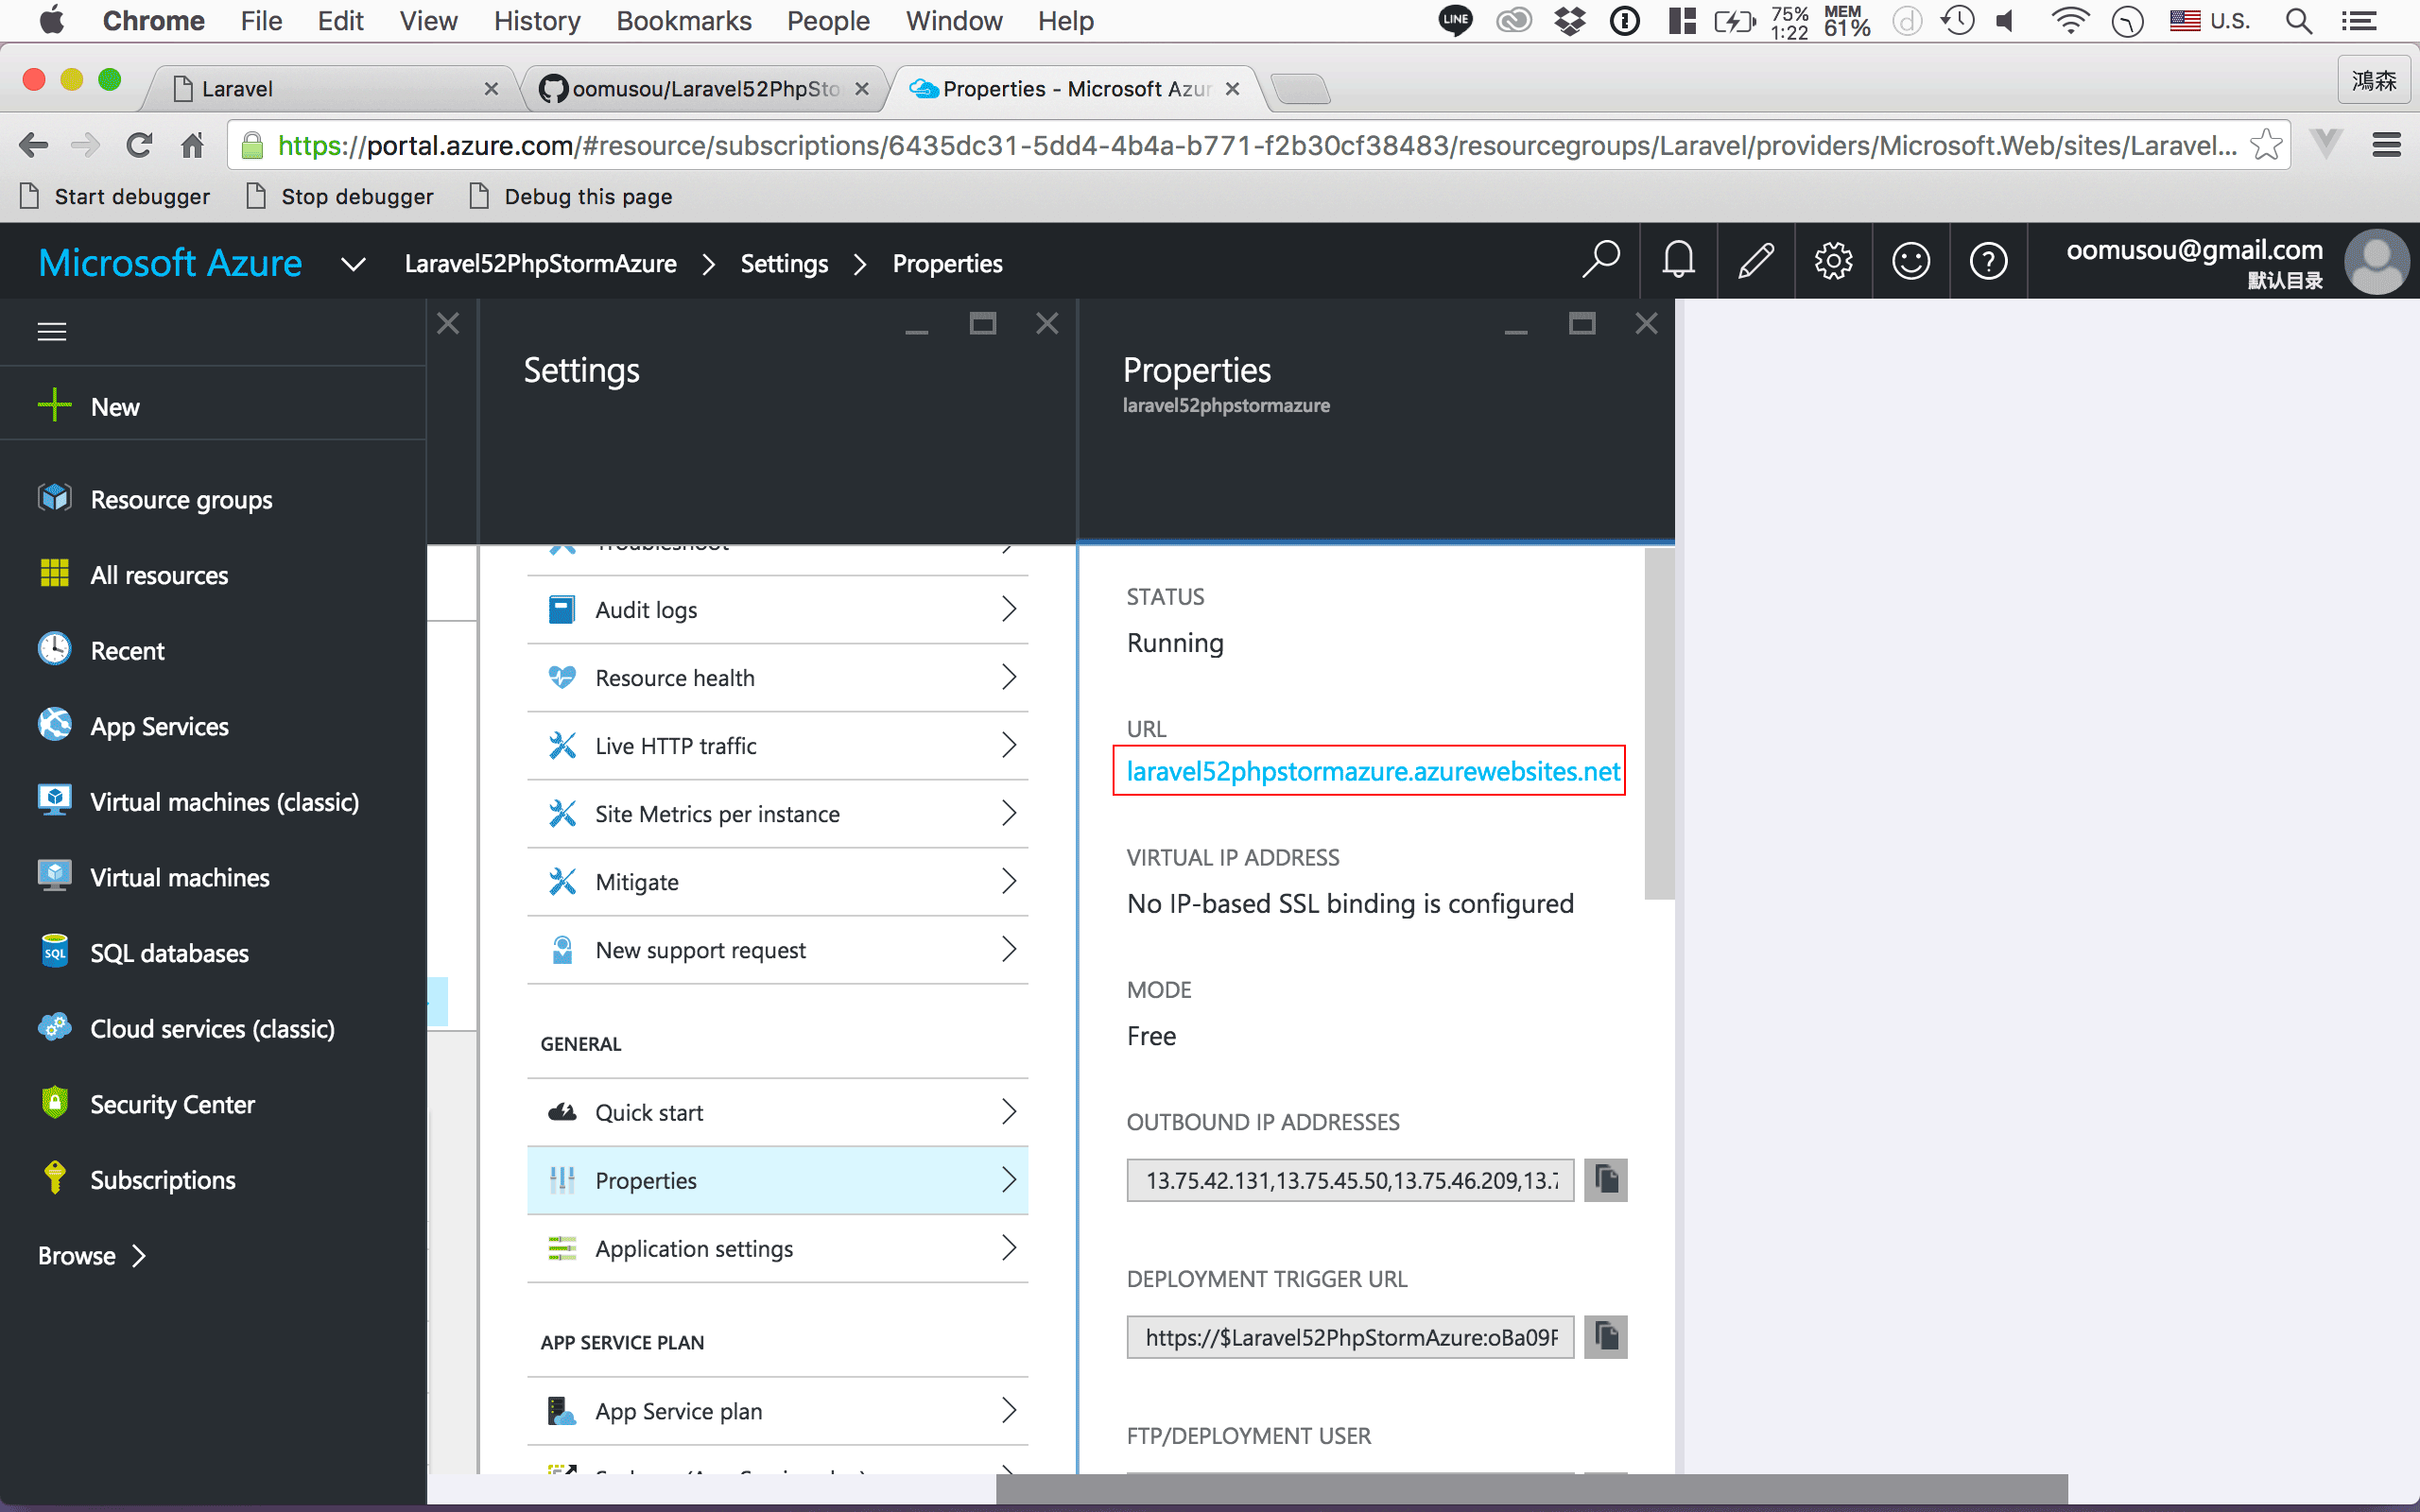 Chrome File Edit View History Bookmarks People Window Help LINE 75% 1:22 MEM 61% U.S.
Laravel oomusou/Laravel52PhpSto Properties - Microsoft Azur 鴻森
https://portal.azure.com/#resource/subscriptions/6435dc31-5dd4-4b4a-b771-f2b30cf38483/resourcegroups/Laravel/providers/Microsoft.Web/sites/Laravel...
Start debugger Stop debugger Debug this page
Microsoft Azure Laravel52PhpStormAzure Settings Properties oomusou@gmail.com
默认目录
New
Resource groups
All resources
Recent
App Services
Virtual machines (classic)
Virtual machines
SQL databases
Cloud services (classic)
Security Center
Subscriptions
Browse
Settings
Troubleshoot
Audit logs
Resource health
Live HTTP traffic
Site Metrics per instance
Mitigate
New support request
GENERAL
Quick start
Properties
Application settings
APP SERVICE PLAN
App Service plan
Properties
laravel52phpstormazure
STATUS
Running
URL
laravel52phpstormazure.azurewebsites.net
VIRTUAL IP ADDRESS
No IP-based SSL binding is configured
MODE
Free
OUTBOUND IP ADDRESSES
13.75.42.131,13.75.45.50,13.75.46.209,13.7
DEPLOYMENT TRIGGER URL
https://$Laravel52PhpStormAzure:oBa09F
FTP/DEPLOYMENT USER